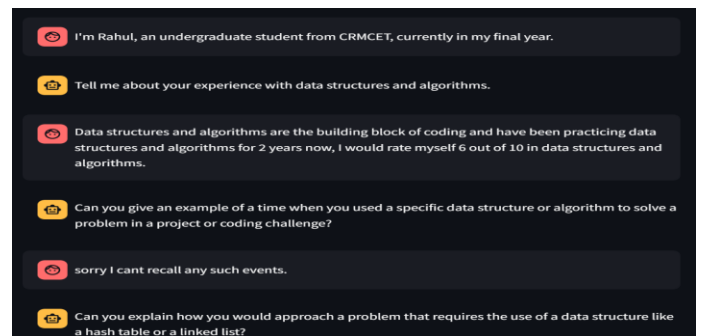 I'm Rahul, an undergraduate student from CRMCET, currently in my final year.
Tell me about your experience with data structures and algorithms.
Data structures and algorithms are the building block of coding and have been practicing data
structures and algorithms for 2 years now, I would rate myself 6 out of 10 in data structures and
algorithms.
Can you give an example of a time when you used a specific data structure or algorithm to solve a
problem in a project or coding challenge?
sorry I cant recall any such events.
Can you explain how you would approach a problem that requires the use of a data structure like
a hash table or a linked list?